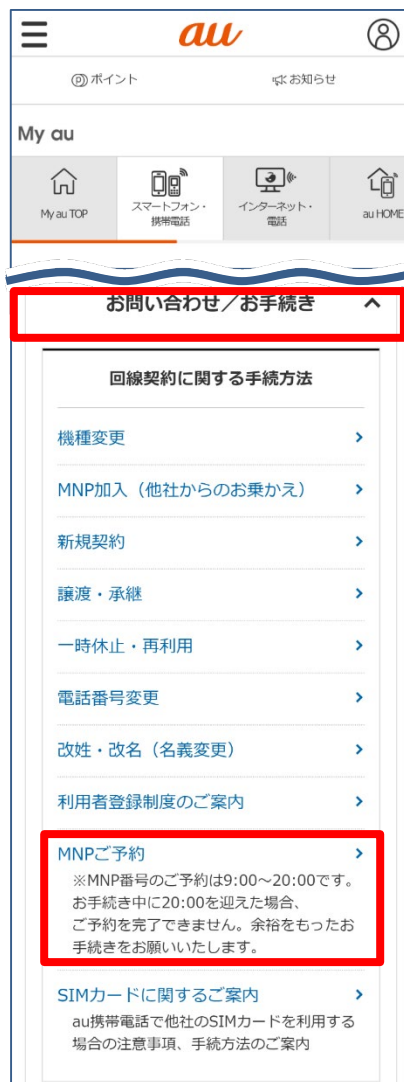 au
ポイント
お知らせ
My au
My au TOP
スマートフォン・
携帯電話
インターネット・
電話
au HOME
お問い合わせ／お手続き
回線契約に関する手続方法
機種変更
MNP加入（他社からのお乗かえ）
新規契約
譲渡・承継
一時休止・再利用
電話番号変更
改姓・改名（名義変更）
利用者登録制度のご案内
MNPご予約
※MNP番号のご予約は9:00～20:00です。
お手続き中に20:00を迎えた場合、
ご予約を完了できません。余裕をもったお
手続きをお願いいたします。
SIMカードに関するご案内
au携帯電話で他社のSIMカードを利用する
場合の注意事項、手続方法のご案内